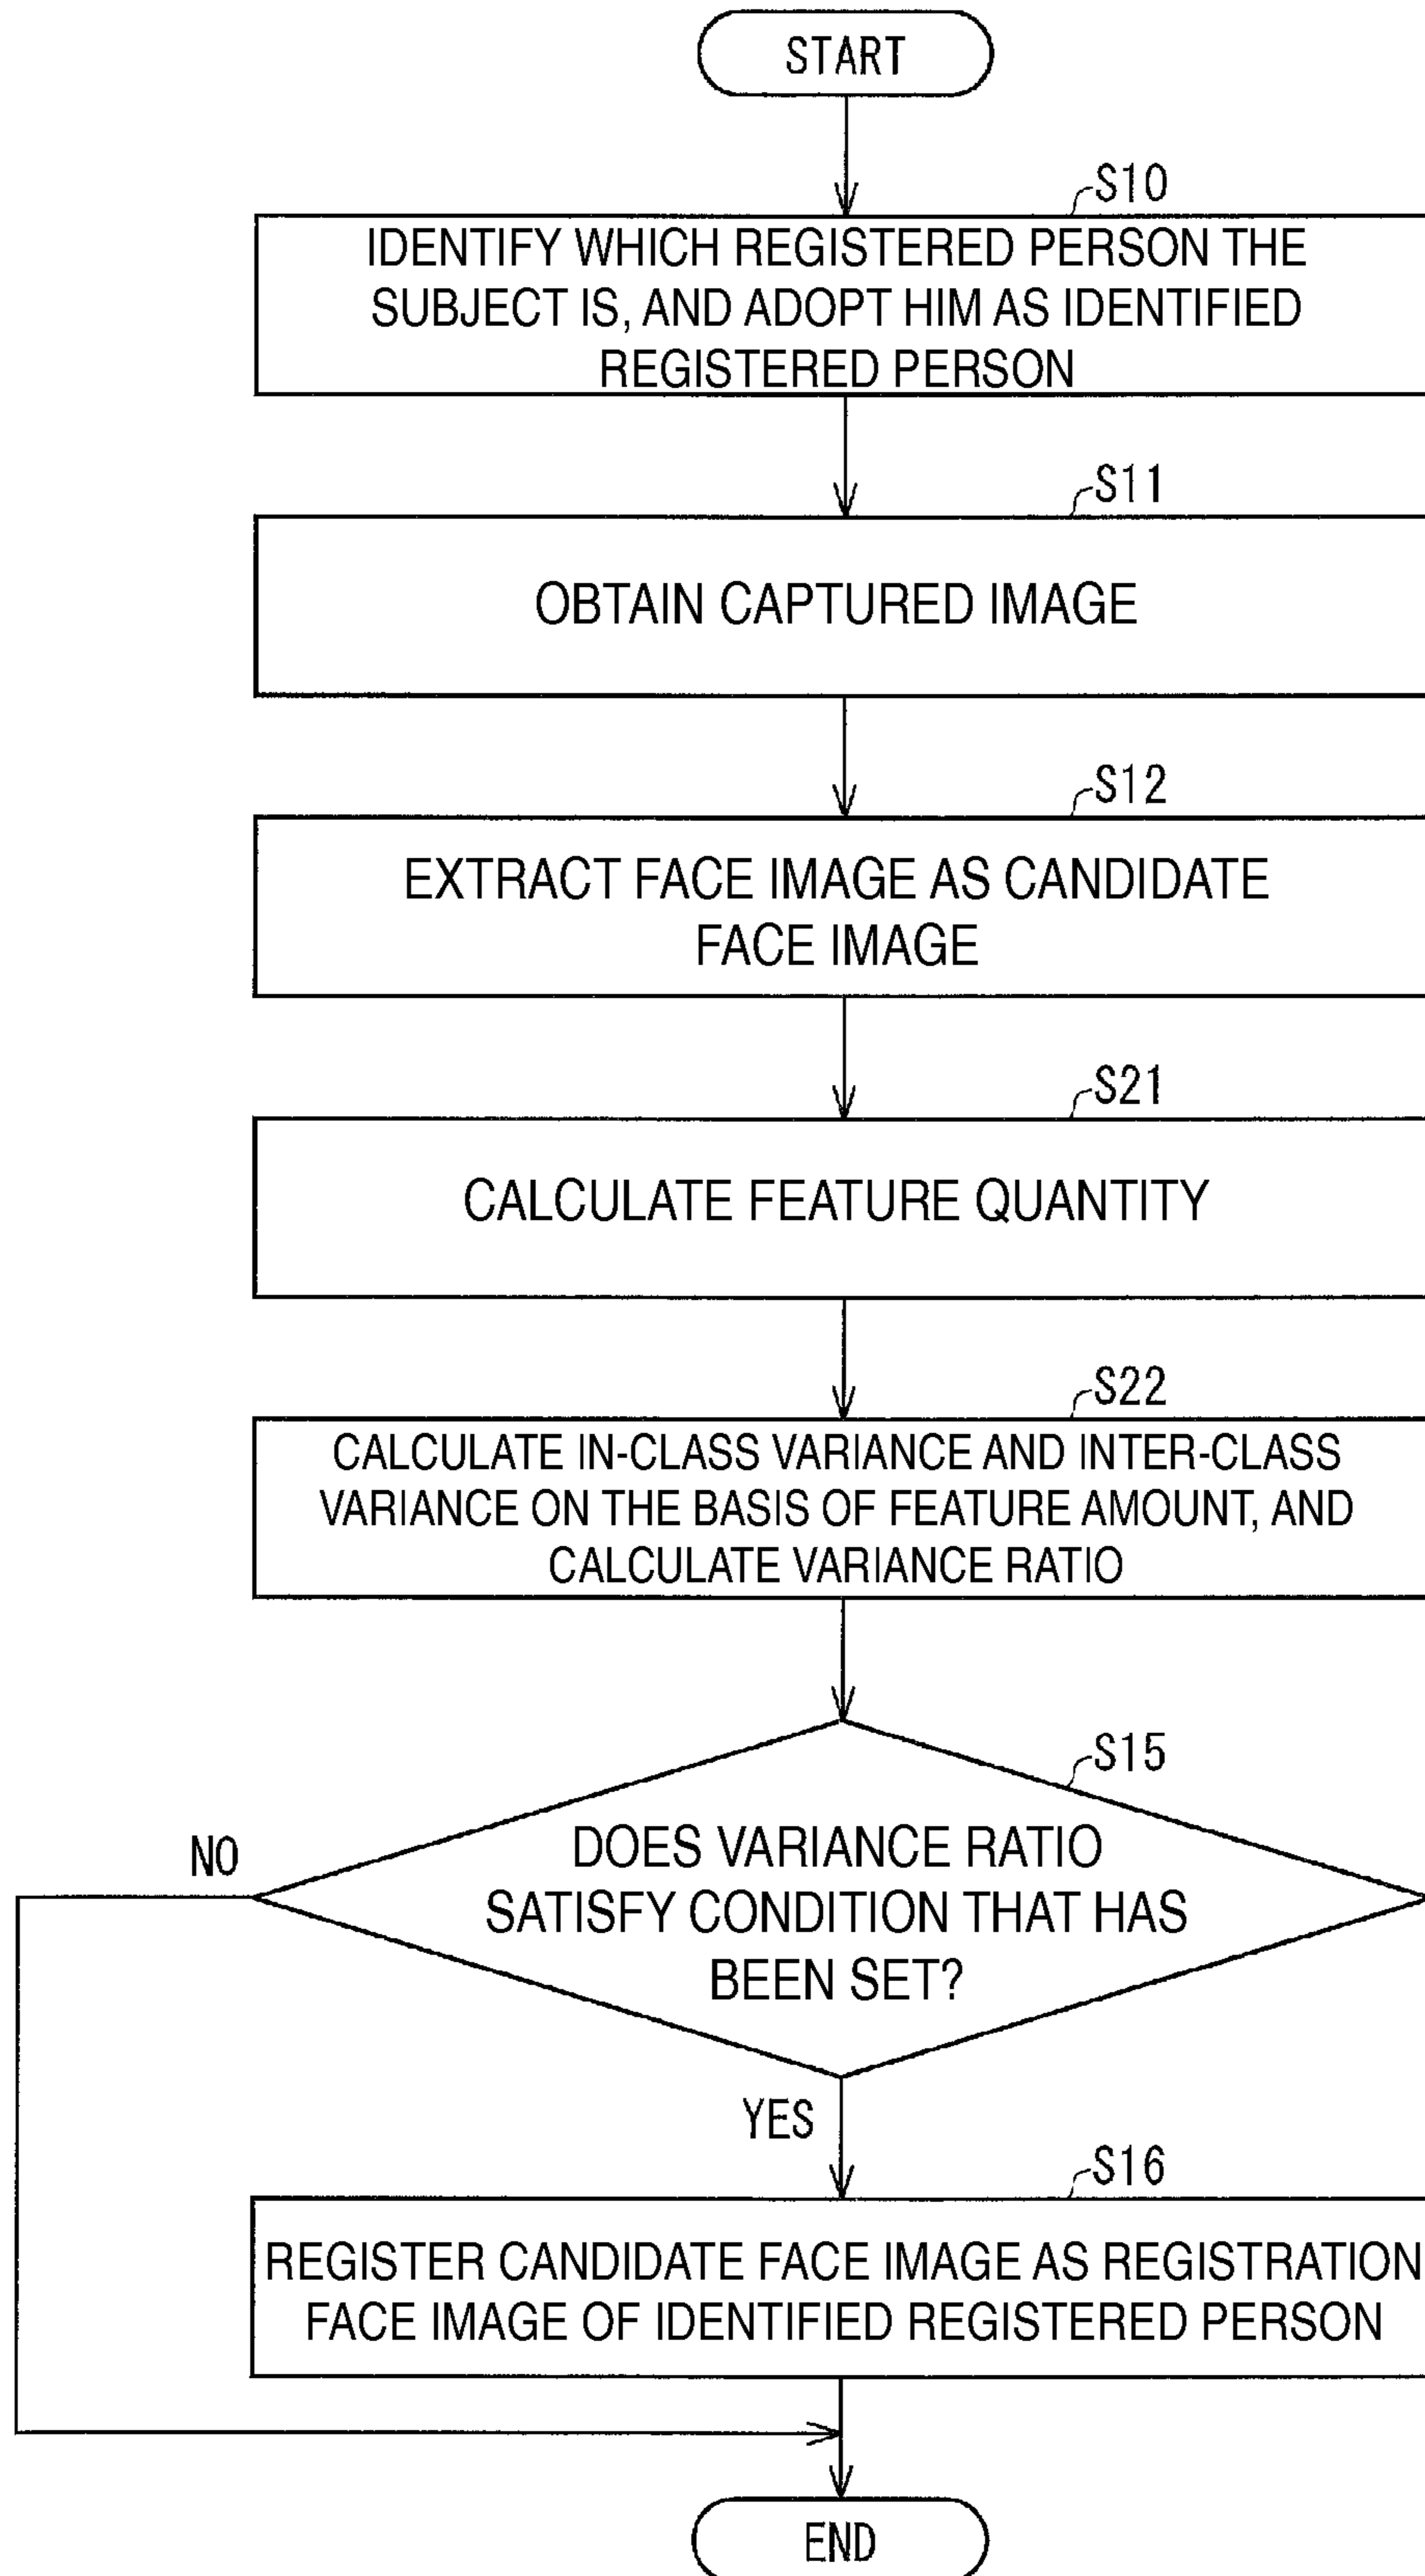 START
S10
IDENTIFY WHICH REGISTERED PERSON THE
SUBJECT IS, AND ADOPT HIM AS IDENTIFIED
REGISTERED PERSON
S11
OBTAIN CAPTURED IMAGE
S12
EXTRACT FACE IMAGE AS CANDIDATE
FACE IMAGE
S21
CALCULATE FEATURE QUANTITY
S22
CALCULATE IN-CLASS VARIANCE AND INTER-CLASS
VARIANCE ON THE BASIS OF FEATURE AMOUNT, AND
CALCULATE VARIANCE RATIO
S15
DOES VARIANCE RATIO
SATISFY CONDITION THAT HAS
BEEN SET?
NO
YES
S16
REGISTER CANDIDATE FACE IMAGE AS REGISTRATION
FACE IMAGE OF IDENTIFIED REGISTERED PERSON
END